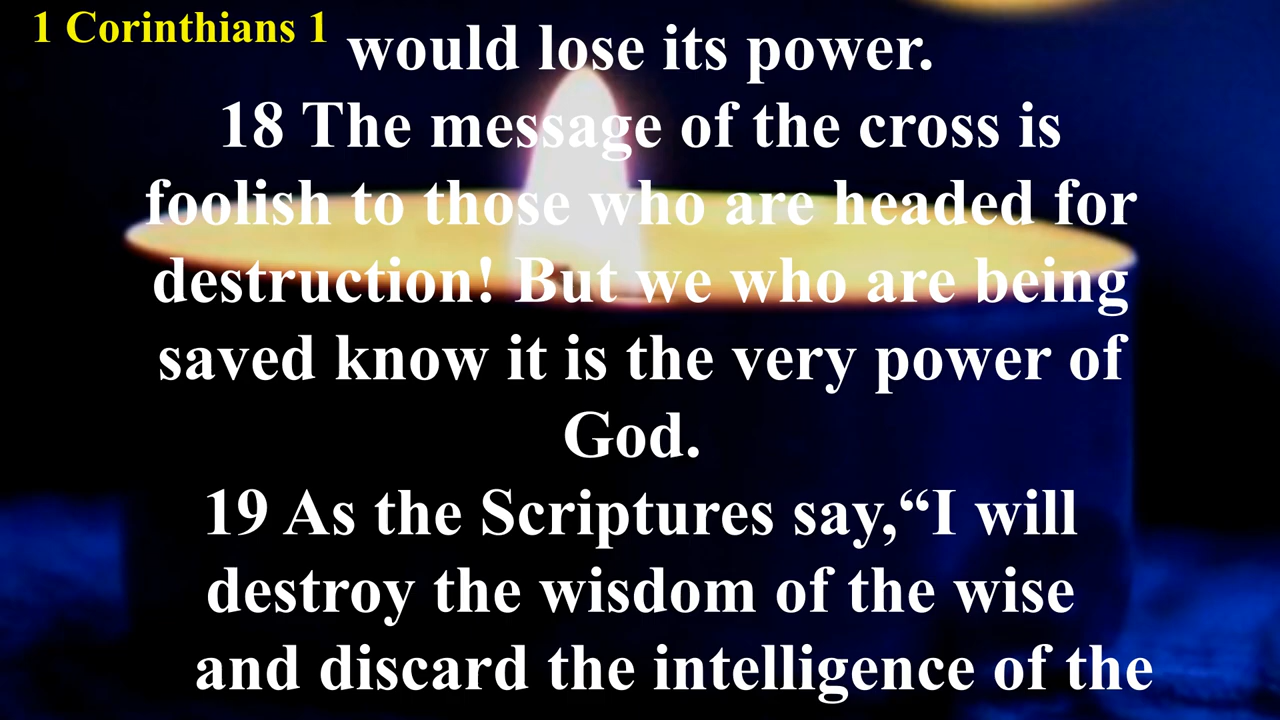 1 Corinthians 1
would lose its power.
18 The message of the cross is
foolish to those who are headed for
destruction! But we who are being
saved know it is the very power of
God.
19 As the Scriptures say,“I will
destroy the wisdom of the wise
and discard the intelligence of the